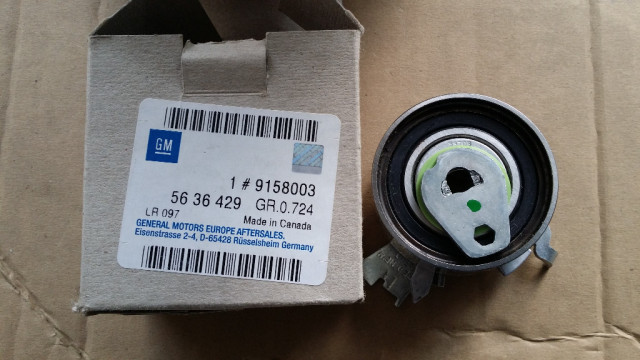 GM
1 # 9158003
56 36 429 GR.0.724
LR 097 Made in Canada
GENERAL MOTORS EUROPE AFTERSALES.
Eisenstrasse 2-4, D-65428 Rüsselsheim Germany